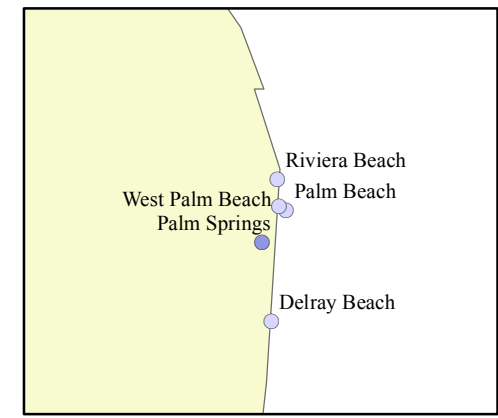 Riviera Beach
Palm Beach
West Palm Beach
Palm Springs
Delray Beach